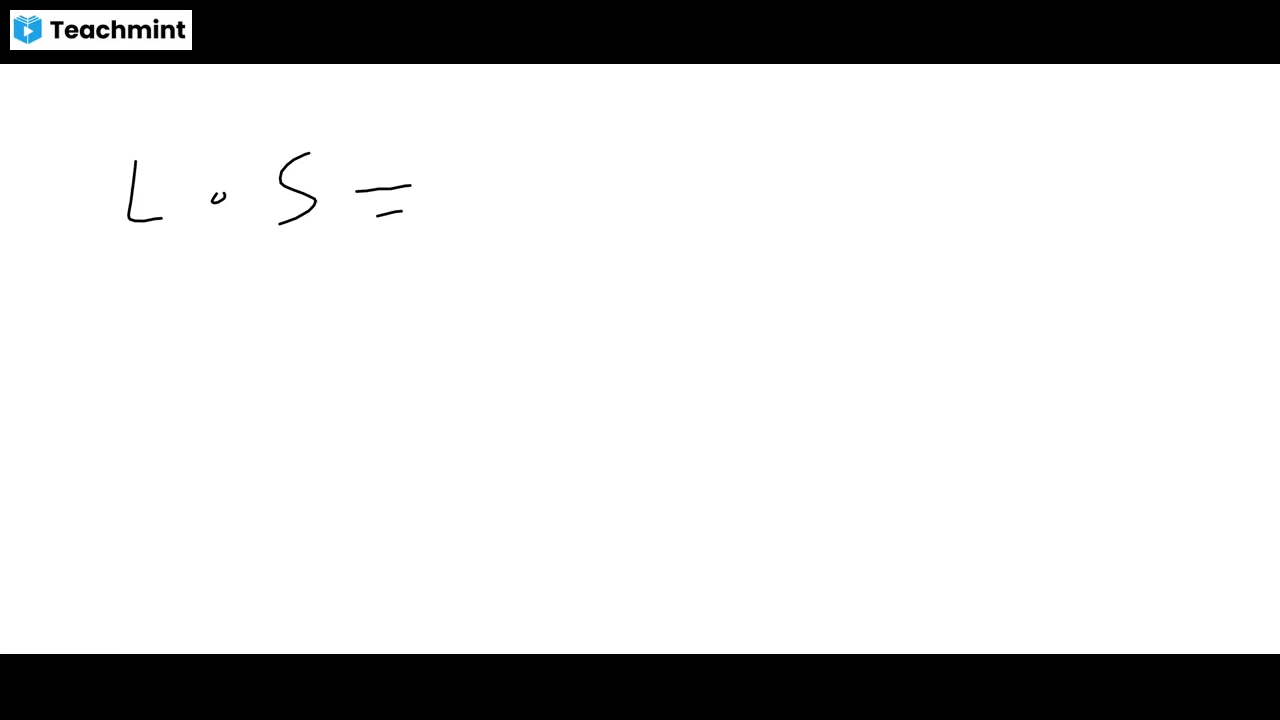 Teachmint
L . S =